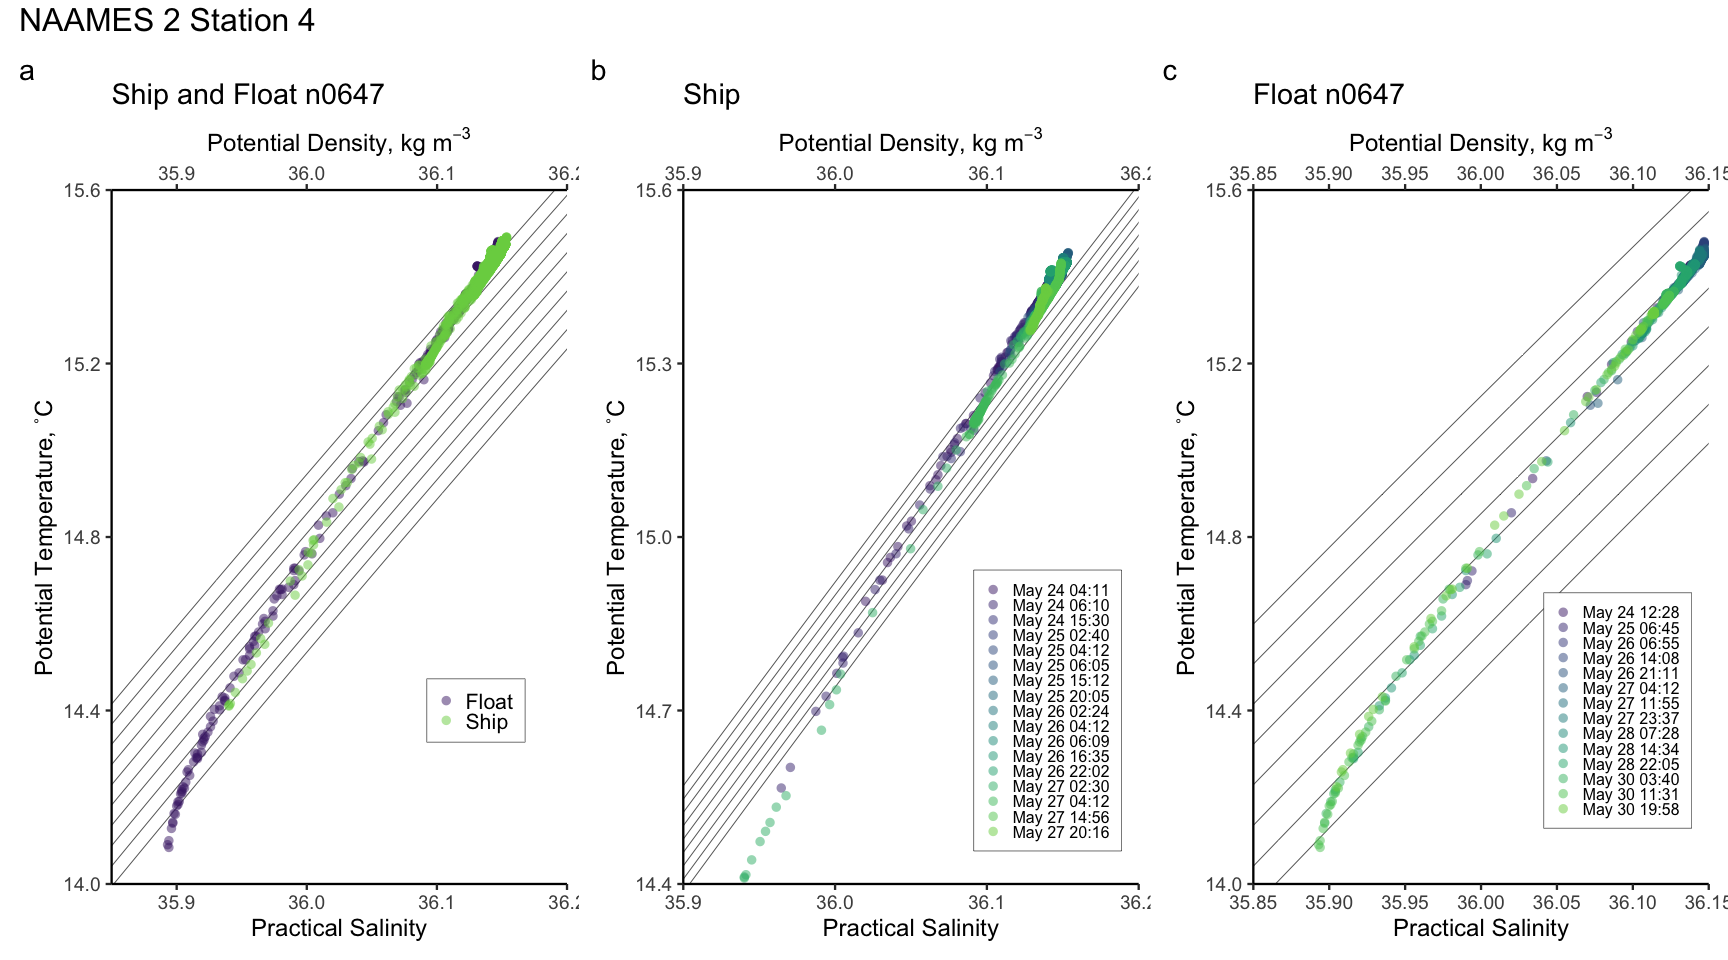 NAAMES 2 Station 4
a
Ship and Float n0647
Potential Density, kg m−3
35.9 36.0 36.1 36.2
15.6
15.2
14.8
14.4
14.0
Potential Temperature, °C
Float
Ship
35.9 36.0 36.1 36.2
Practical Salinity
b
Ship
Potential Density, kg m−3
35.9 36.0 36.1 36.2
15.6
15.3
15.0
14.7
14.4
Potential Temperature, °C
May 24 04:11
May 24 06:10
May 24 15:30
May 25 02:40
May 25 04:12
May 25 06:05
May 25 15:12
May 25 20:05
May 26 02:24
May 26 04:12
May 26 06:09
May 26 16:35
May 26 22:02
May 27 02:30
May 27 04:12
May 27 14:56
May 27 20:16
35.9 36.0 36.1 36.2
Practical Salinity
c
Float n0647
Potential Density, kg m−3
35.85 35.90 35.95 36.00 36.05 36.10 36.15
15.6
15.2
14.8
14.4
14.0
Potential Temperature, °C
May 24 12:28
May 25 06:45
May 26 06:55
May 26 14:08
May 26 21:11
May 27 04:12
May 27 11:55
May 27 23:37
May 28 07:28
May 28 14:34
May 28 22:05
May 30 03:40
May 30 11:31
May 30 19:58
35.85 35.90 35.95 36.00 36.05 36.10 36.15
Practical Salinity